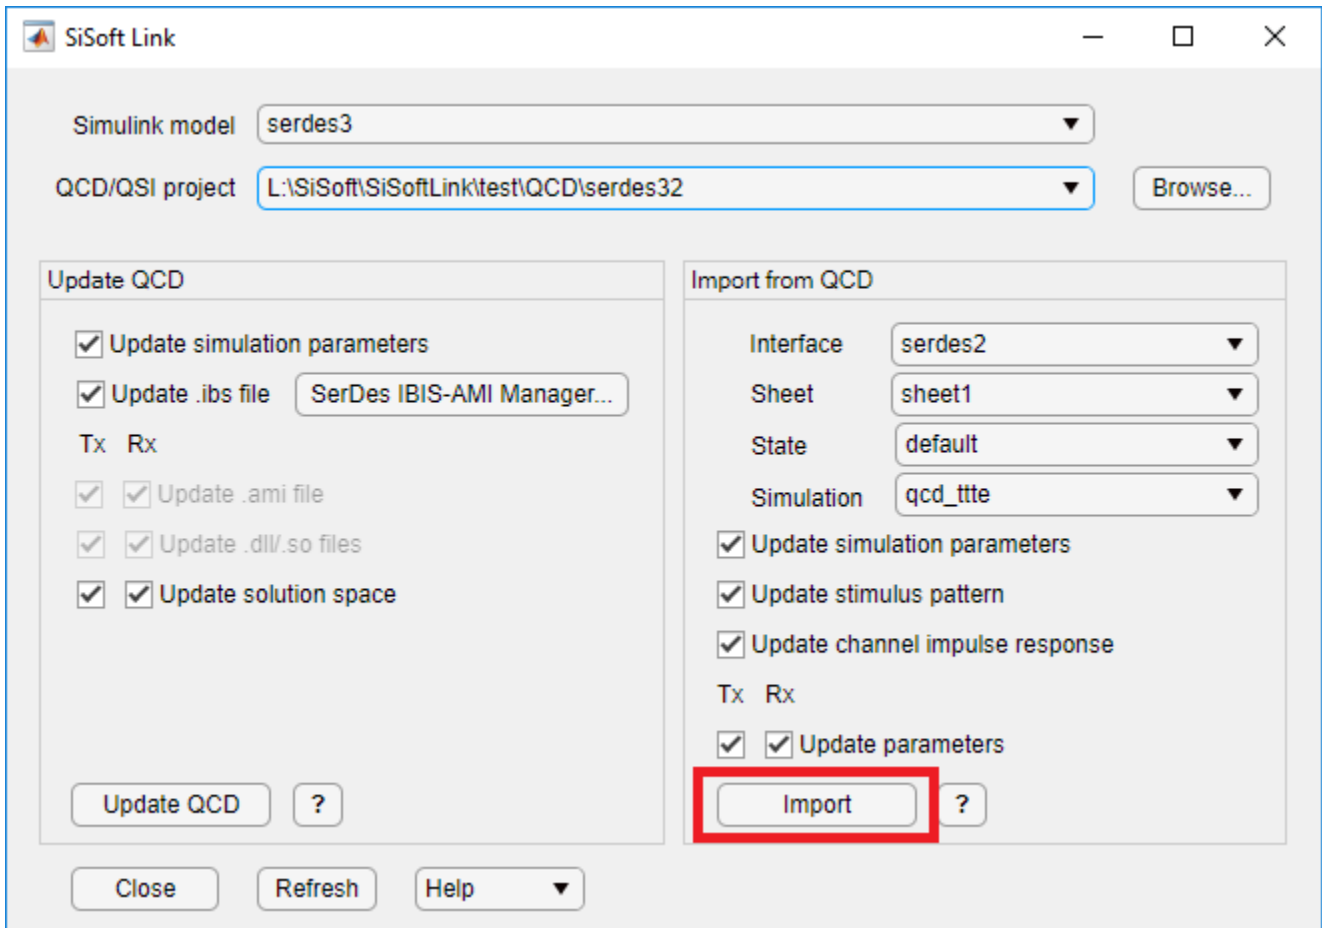 SiSoft Link
Simulink model serdes3
QCD/QSI project L:\SiSoft\SiSoftLink\test\QCD\serdes32 Browse...
Update QCD
Update simulation parameters
Update .ibs file SerDes IBIS-AMI Manager...
Tx Rx
Update .ami file
Update .dll/.so files
Update solution space
Update QCD ?
Import from QCD
Interface serdes2
Sheet sheet1
State default
Simulation qcd_ttte
Update simulation parameters
Update stimulus pattern
Update channel impulse response
Tx Rx
Update parameters
Import ?
Close Refresh Help